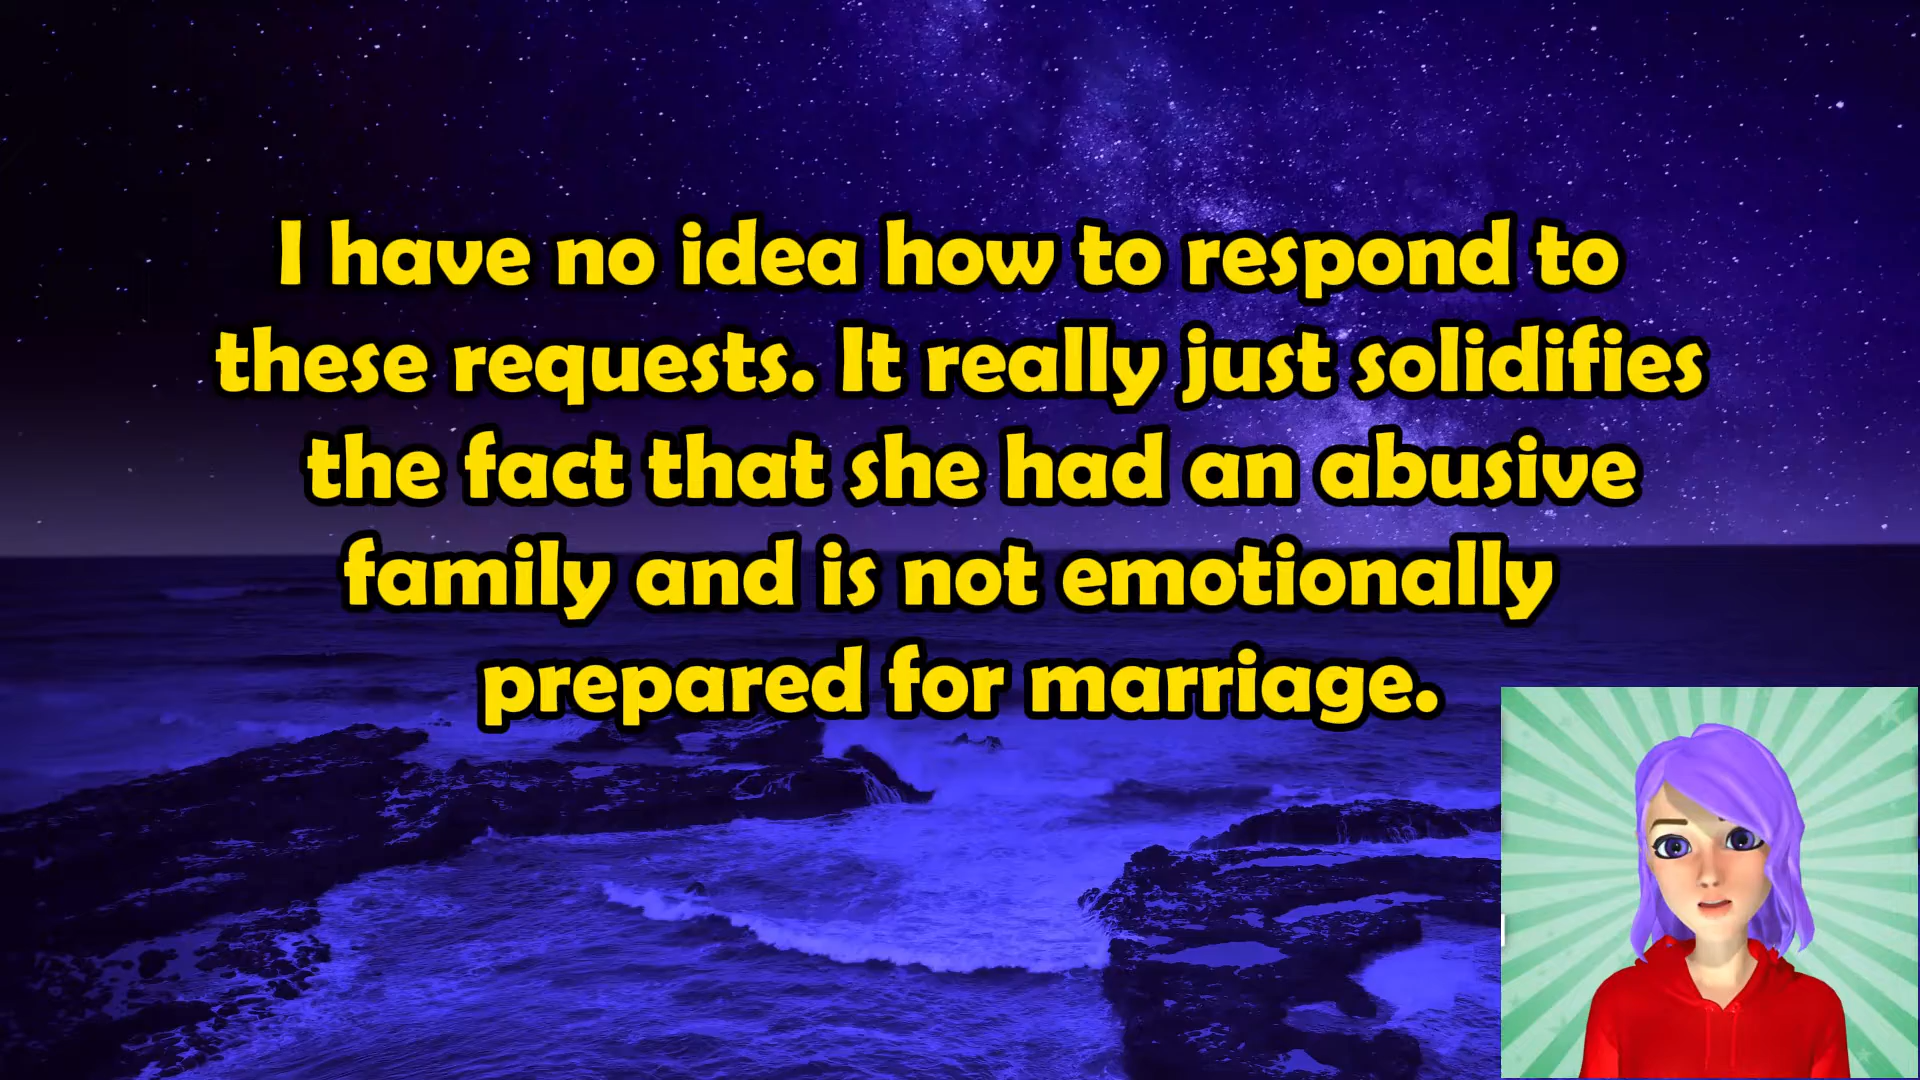 I have no idea how to respond to
these requests. It really just solidifies
the fact that she had an abusive
family and is not emotionally
prepared for marriage.